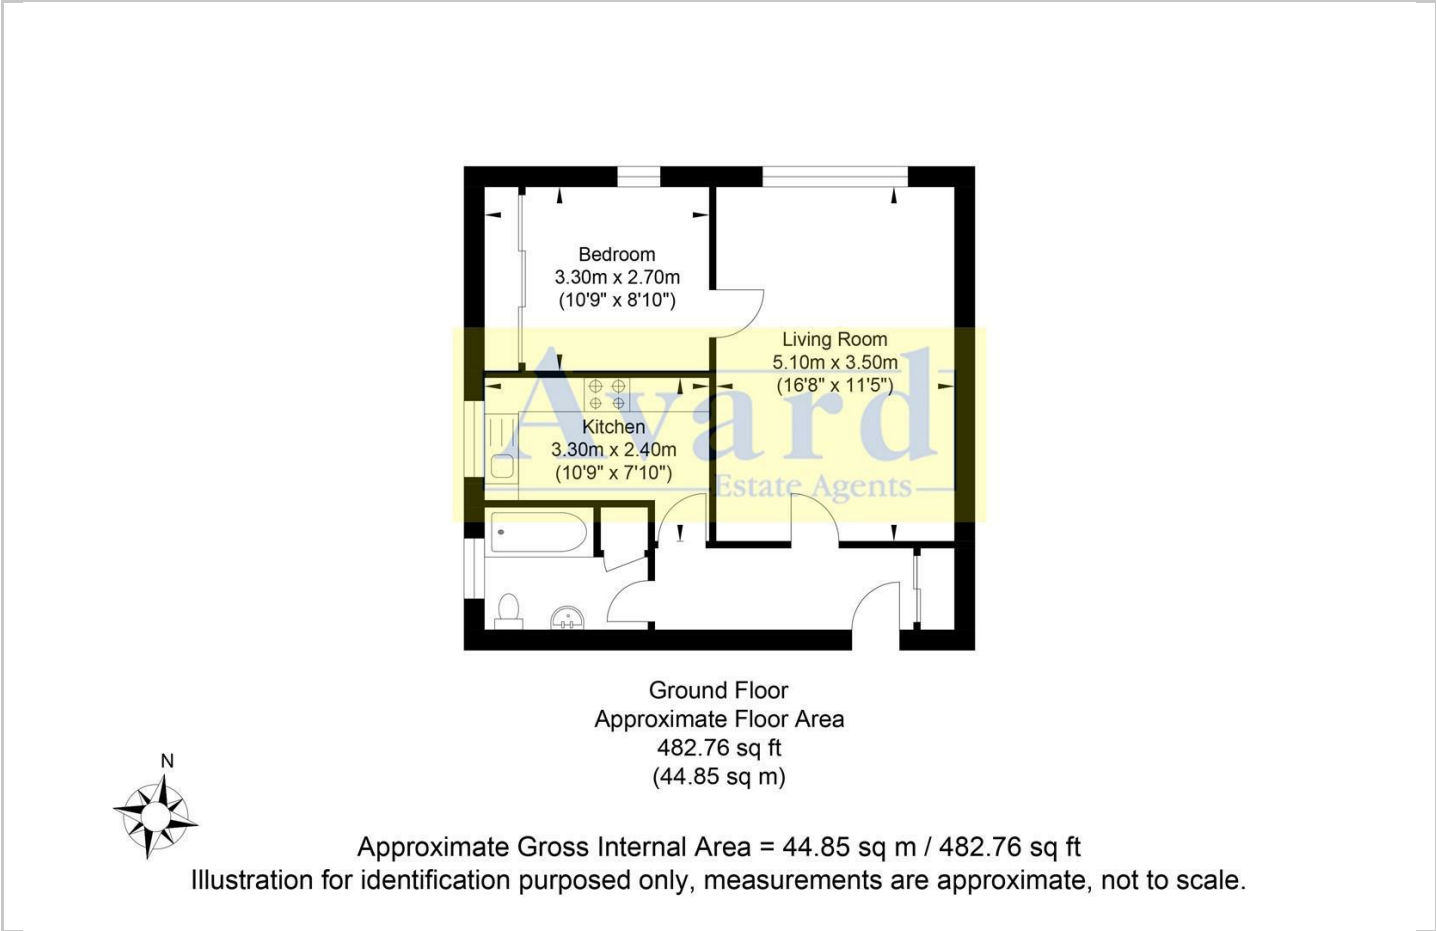 Bedroom
3.30m x 2.70m
(10'9" x 8'10")
Living Room
5.10m x 3.50m
(16'8" x 11'5")
Avard
Estate Agents
Kitchen
3.30m x 2.40m
(10'9" x 7'10")
Ground Floor
Approximate Floor Area
482.76 sq ft
(44.85 sq m)
N
Approximate Gross Internal Area = 44.85 sq m / 482.76 sq ft
Illustration for identification purposed only, measurements are approximate, not to scale.